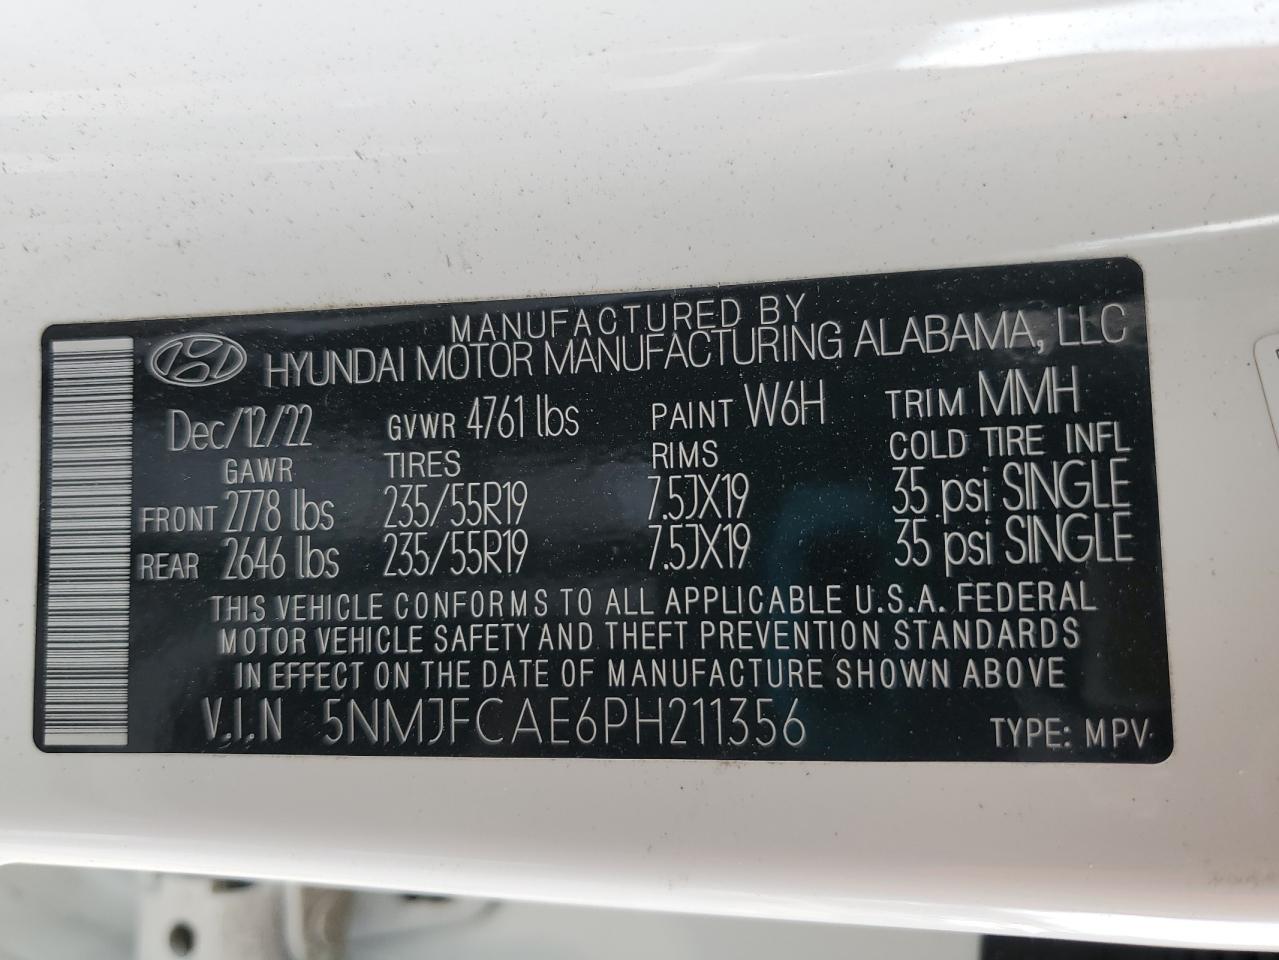 MANUFACTURED BY
HYUNDAI MOTOR MANUFACTURING ALABAMA, LLC
Dec/12/22 GVWR 4761 lbs PAINT W6H TRIM MMH
GAWR TIRES RIMS COLD TIRE INFL
FRONT 2778 lbs 235/55R19 7.5JX19 35 psi SINGLE
REAR 2646 lbs 235/55R19 7.5JX19 35 psi SINGLE
THIS VEHICLE CONFORMS TO ALL APPLICABLE U.S.A. FEDERAL
MOTOR VEHICLE SAFETY AND THEFT PREVENTION STANDARDS
IN EFFECT ON THE DATE OF MANUFACTURE SHOWN ABOVE
V.I.N 5NMJFCAE6PH211356 TYPE: MPV